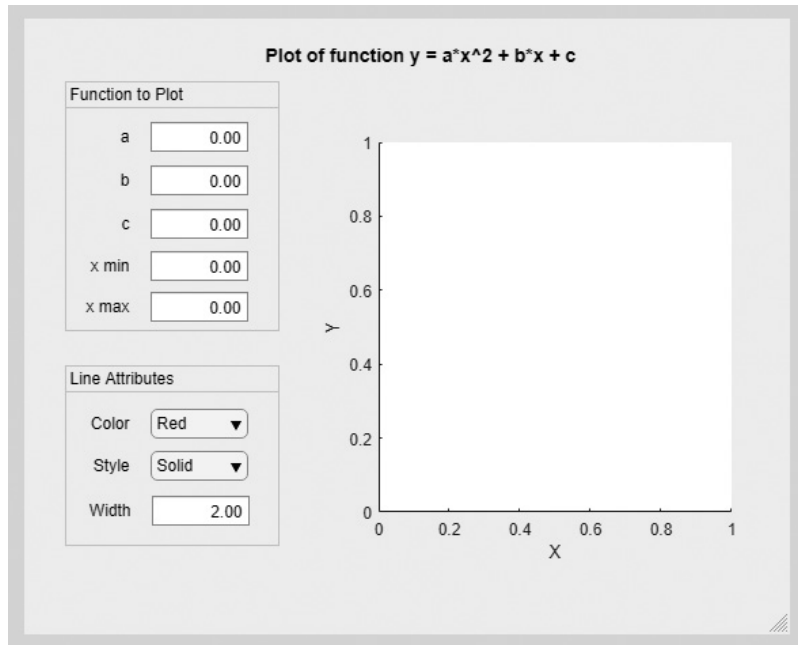 Plot of function y = a*x^2 + b*x + c
Function to Plot
a 0.00
b 0.00
c 0.00
x min 0.00
x max 0.00
Line Attributes
Color Red
Style Solid
Width 2.00
1
0.8
0.6
0.4
0.2
0
Y
0 0.2 0.4 0.6 0.8 1
X